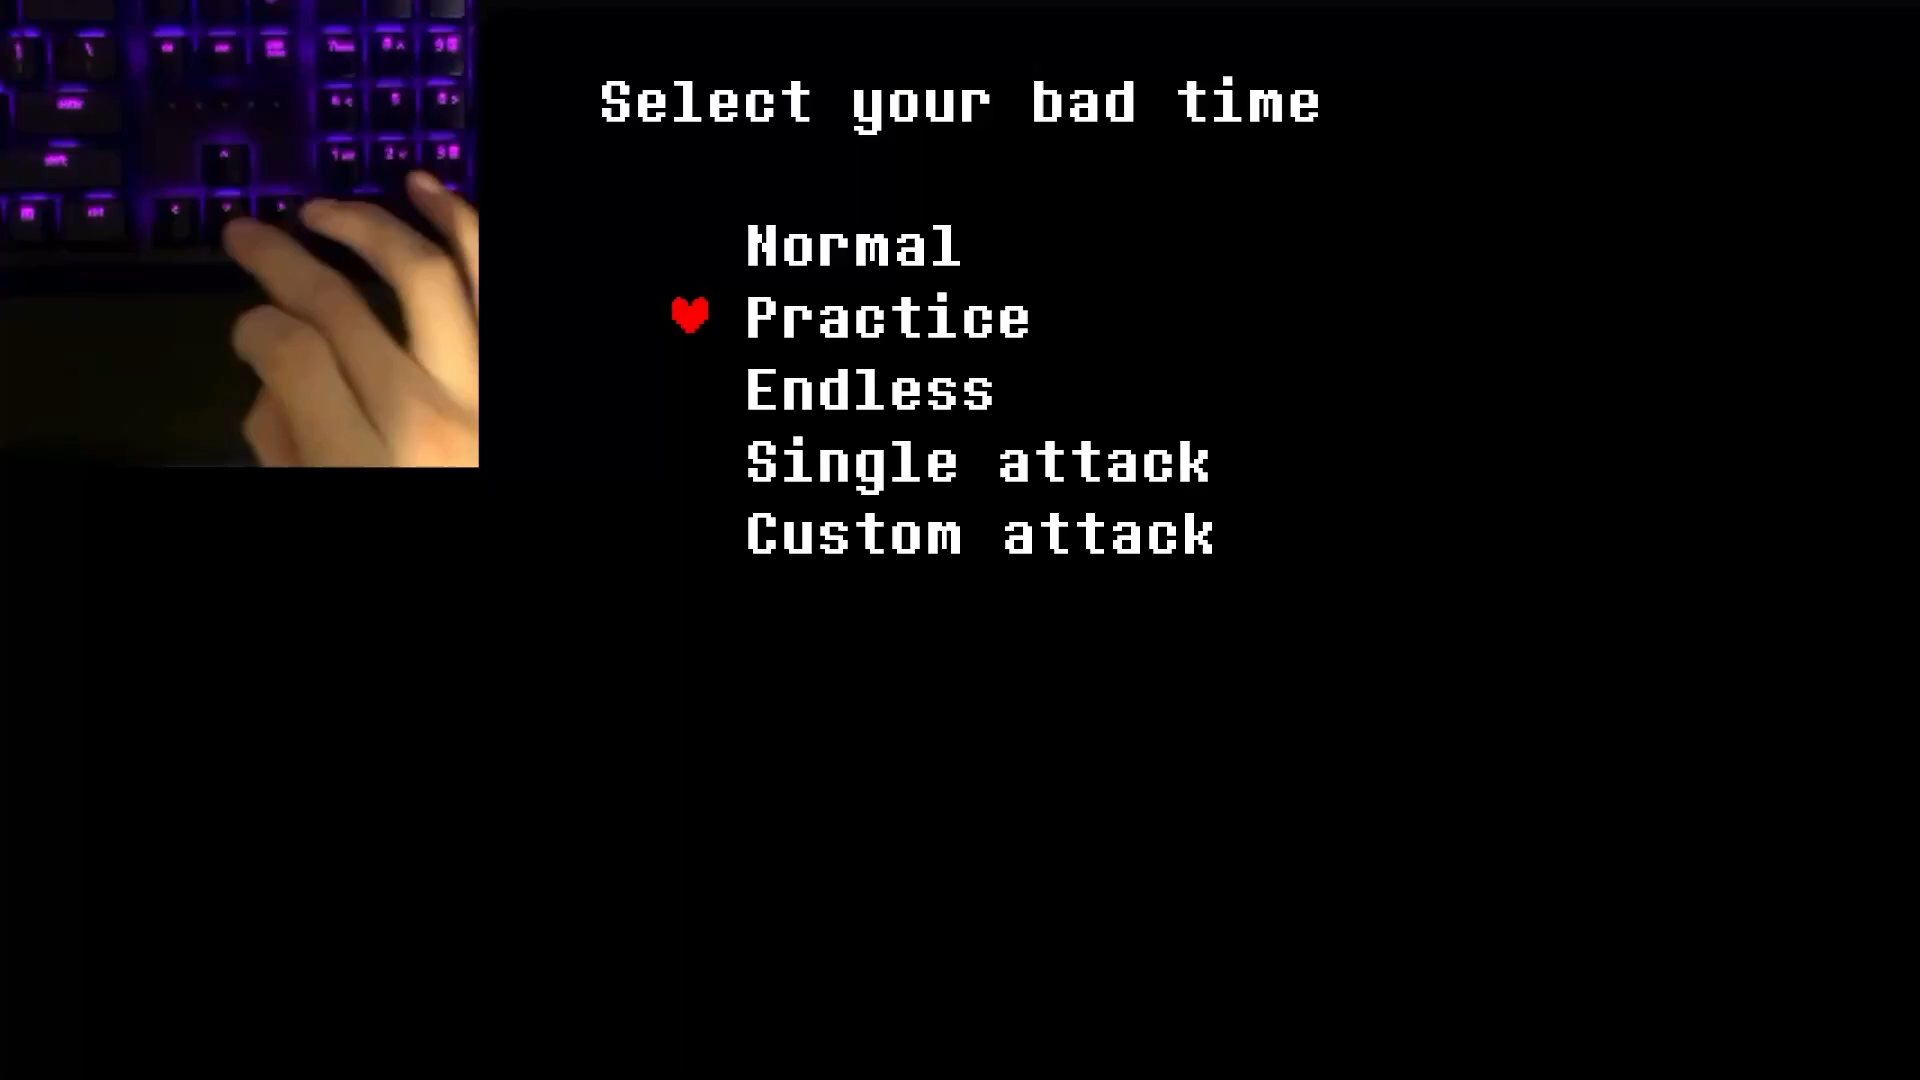 Select your bad time
Normal
Practice
Endless
Single attack
Custom attack